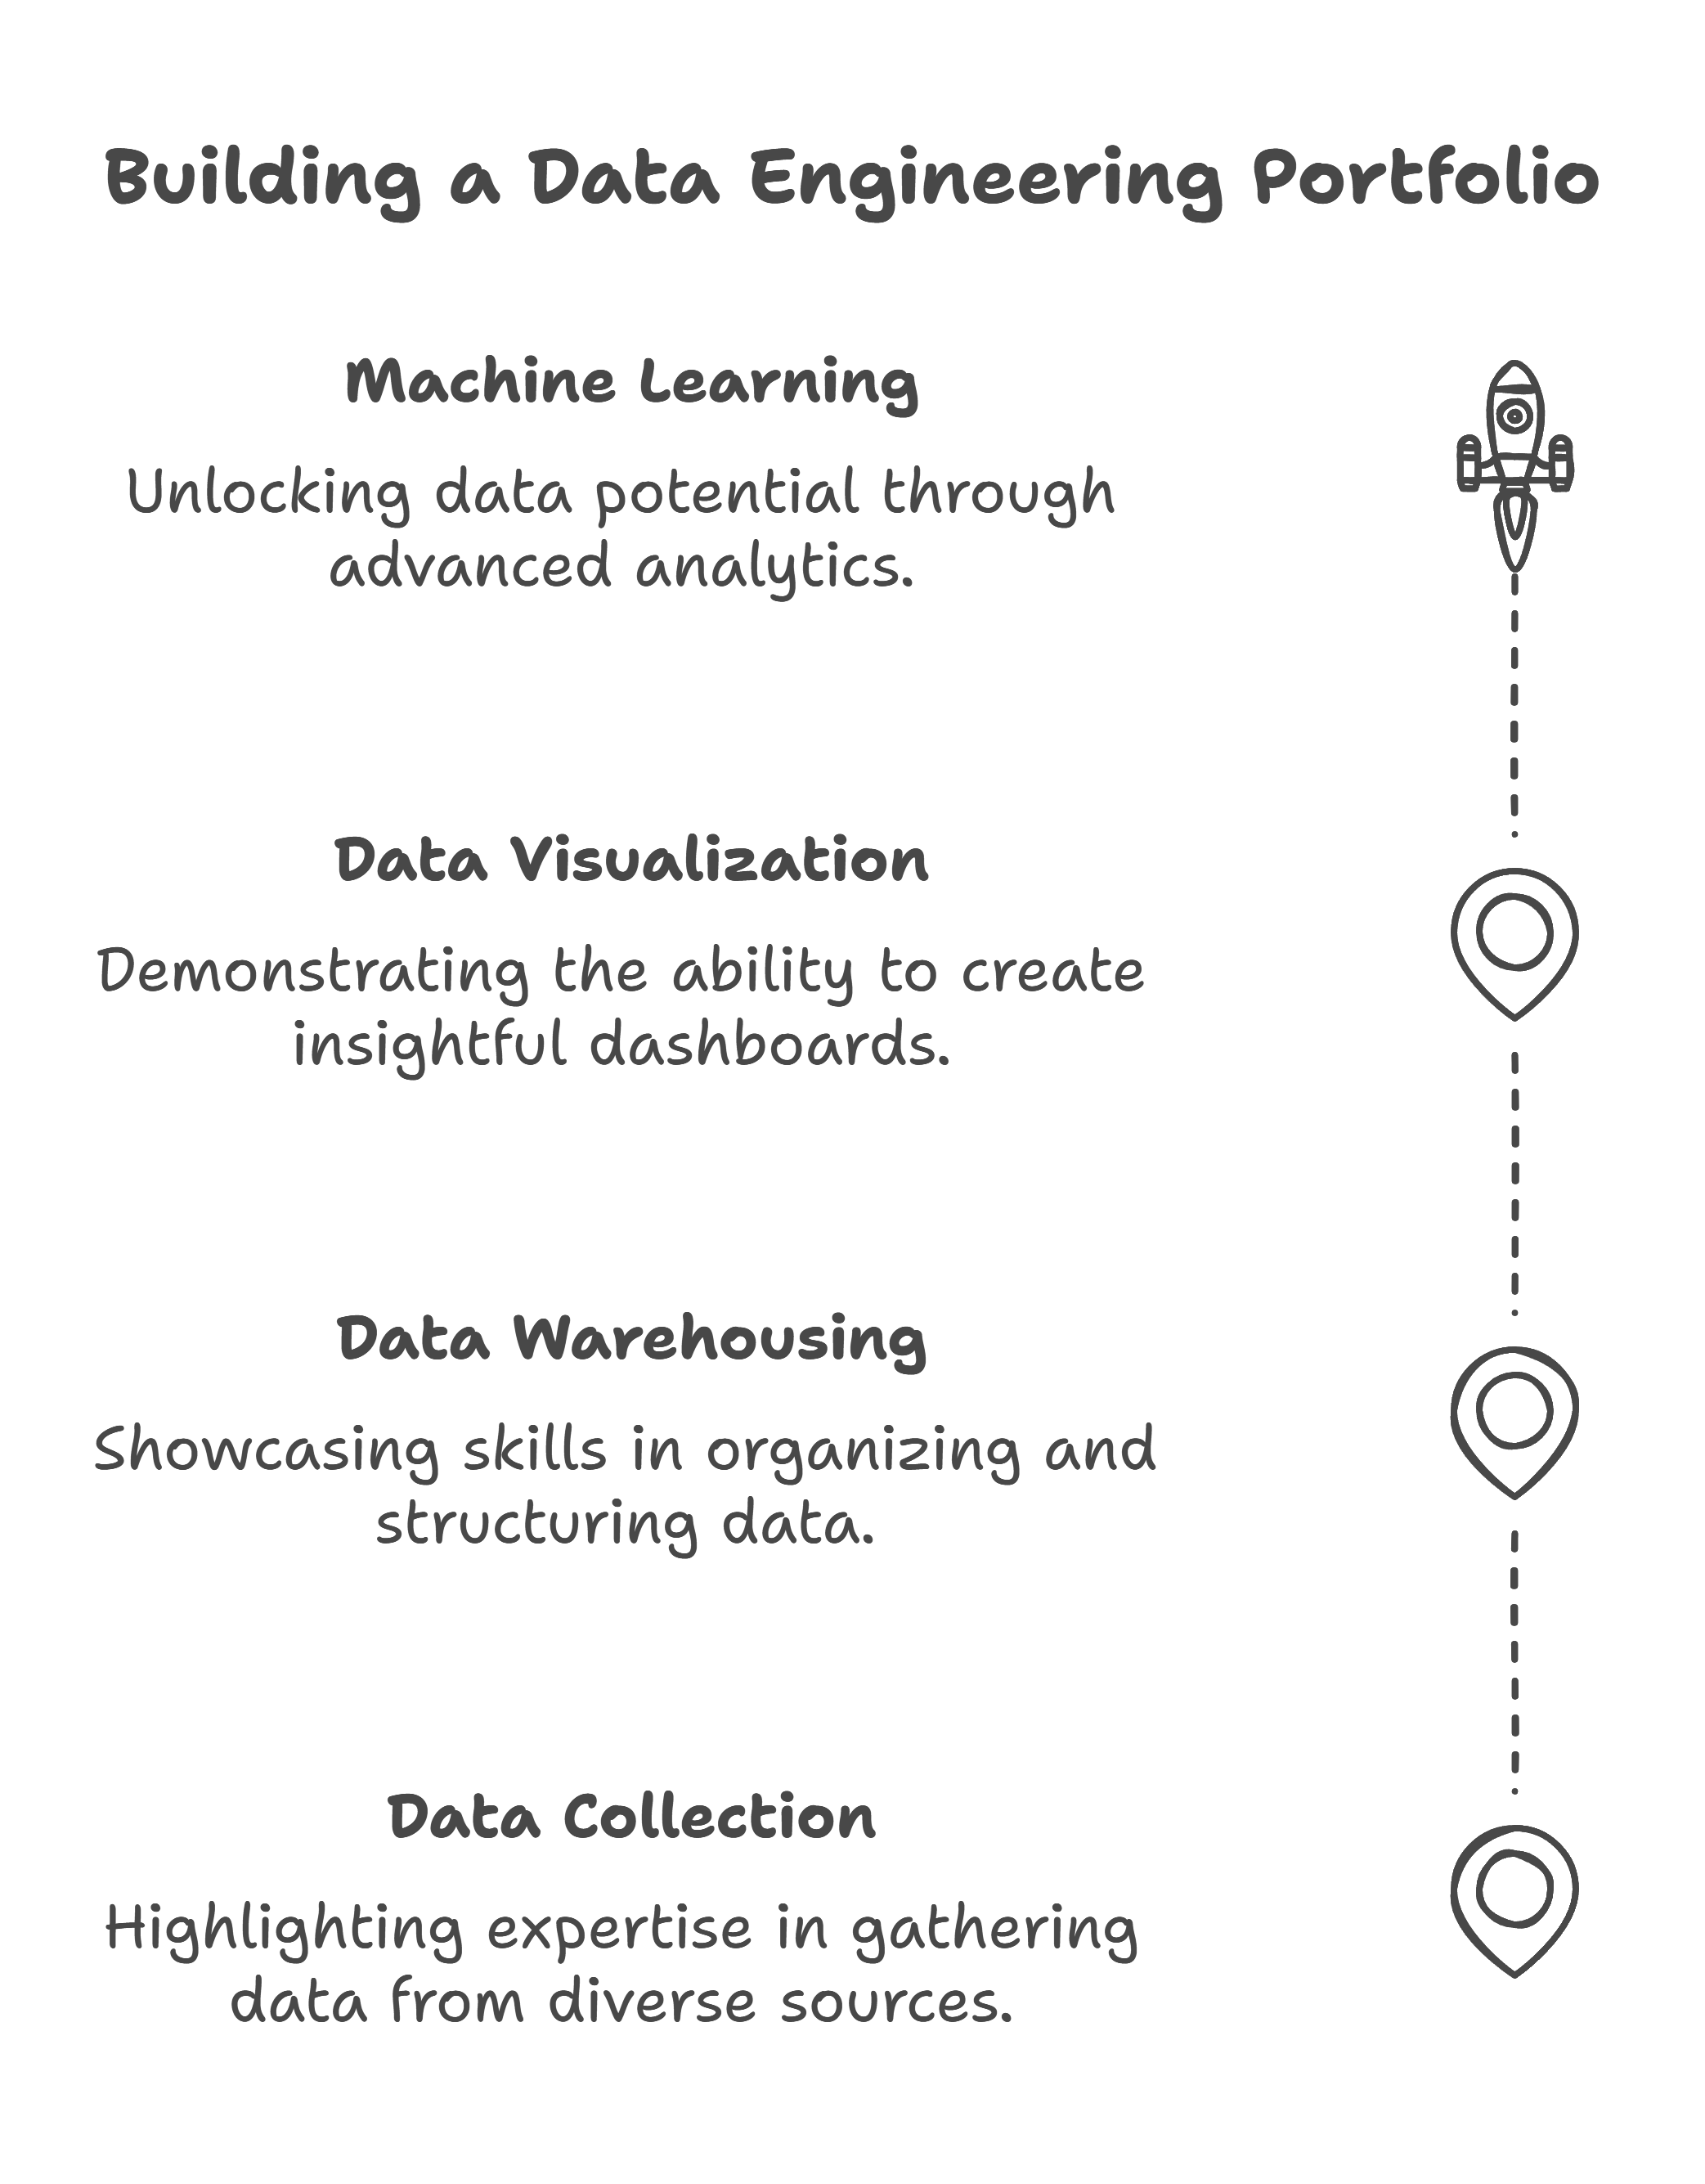 Building a Data Engineering Portfolio
Machine Learning
Unlocking data potential through
advanced analytics.
Data Visualization
Demonstrating the ability to create
insightful dashboards.
Data Warehousing
Showcasing skills in organizing and
structuring data.
Data Collection
Highlighting expertise in gathering
data from diverse sources.